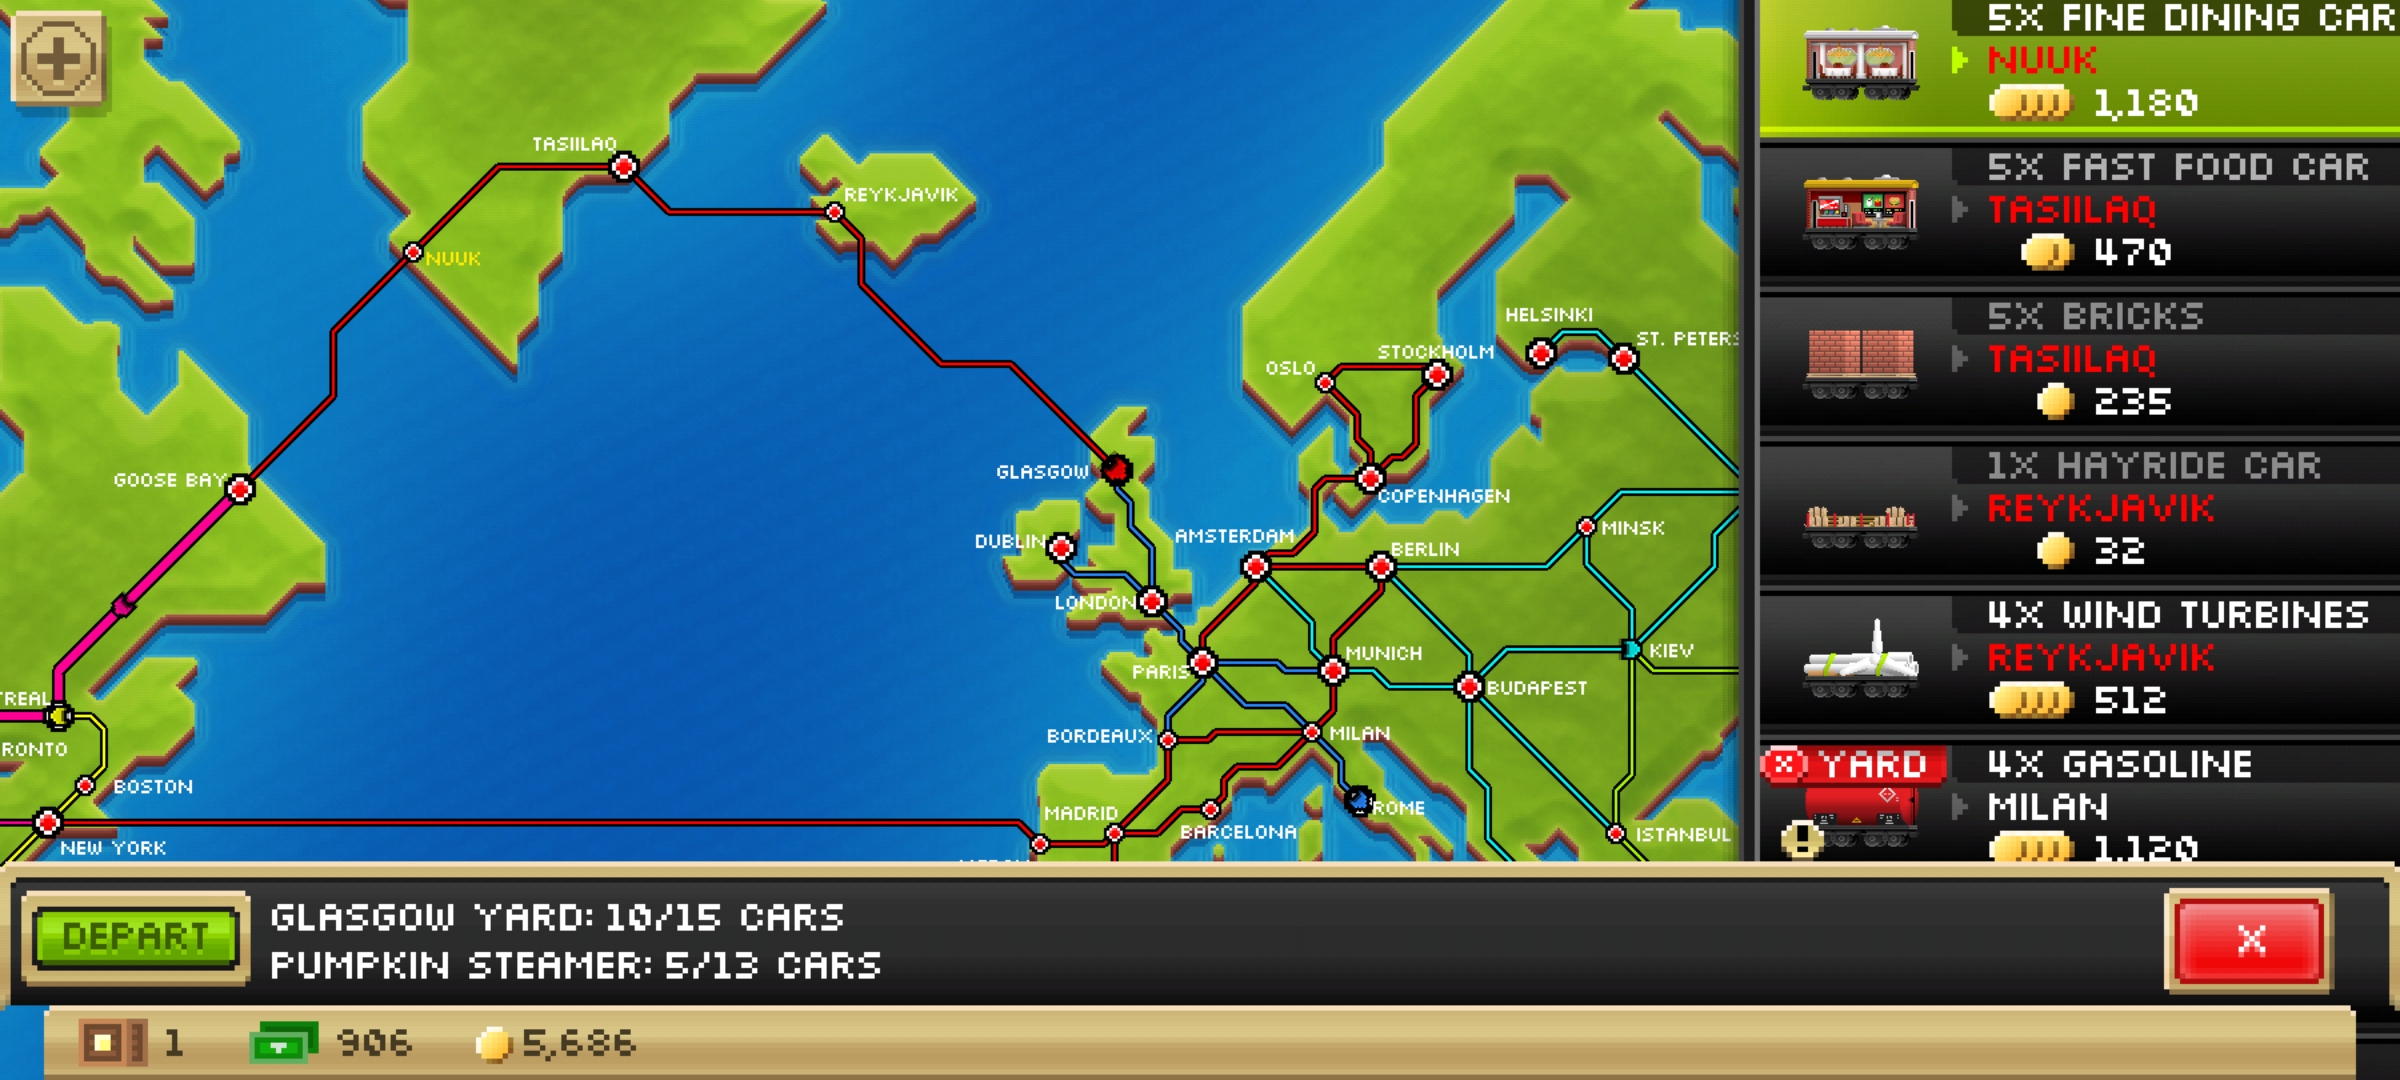 TASIILAQ
REYKJAVIK
NUUK
GOOSE BAY
GLASGOW
DUBLIN
LONDON
AMSTERDAM
BERLIN
OSLO
STOCKHOLM
HELSINKI
ST. PETERS
COPENHAGEN
MINSK
KIEV
PARIS
MUNICH
BUDAPEST
BORDEAUX
MILAN
MADRID
BARCELONA
ROME
ISTANBUL
TREAL
RONTO
BOSTON
NEW YORK
5X FINE DINING CAR
NUUK
1,180
5X FAST FOOD CAR
TASIILAQ
470
5X BRICKS
TASIILAQ
235
1X HAYRIDE CAR
REYKJAVIK
32
4X WIND TURBINES
REYKJAVIK
512
X YARD
4X GASOLINE
MILAN
1,120
DEPART
GLASGOW YARD: 10/15 CARS
PUMPKIN STEAMER: 5/13 CARS
X
1
906
5,686